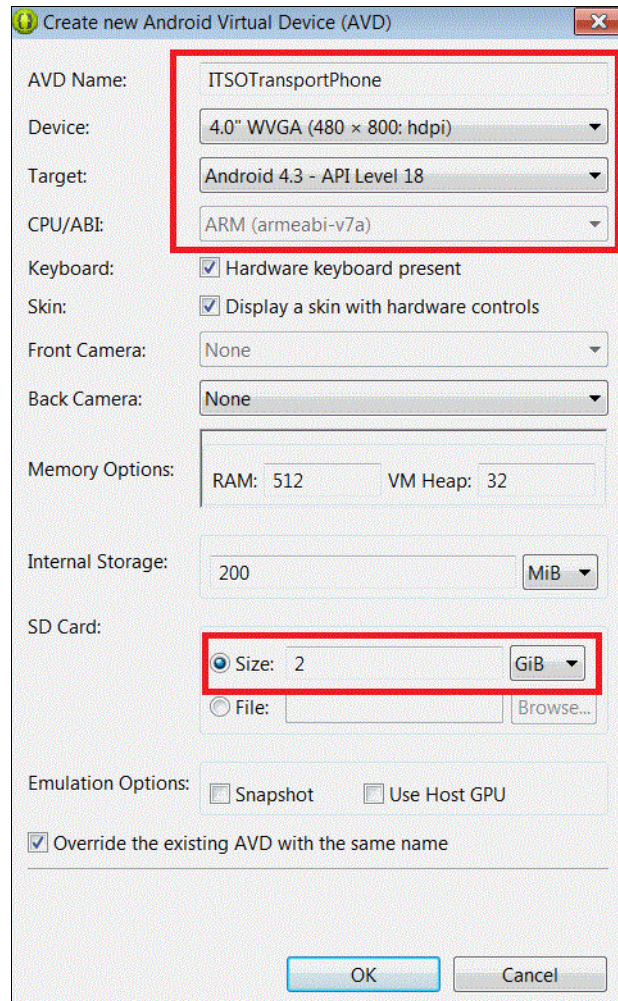 Create new Android Virtual Device (AVD)
AVD Name: ITSOTransportPhone
Device: 4.0" WVGA (480 × 800: hdpi)
Target: Android 4.3 - API Level 18
CPU/ABI: ARM (armeabi-v7a)
Keyboard: Hardware keyboard present
Skin: Display a skin with hardware controls
Front Camera: None
Back Camera: None
Memory Options: RAM: 512 VM Heap: 32
Internal Storage: 200 MiB
SD Card:
Size: 2 GiB
File: Browse...
Emulation Options: Snapshot Use Host GPU
Override the existing AVD with the same name
OK Cancel